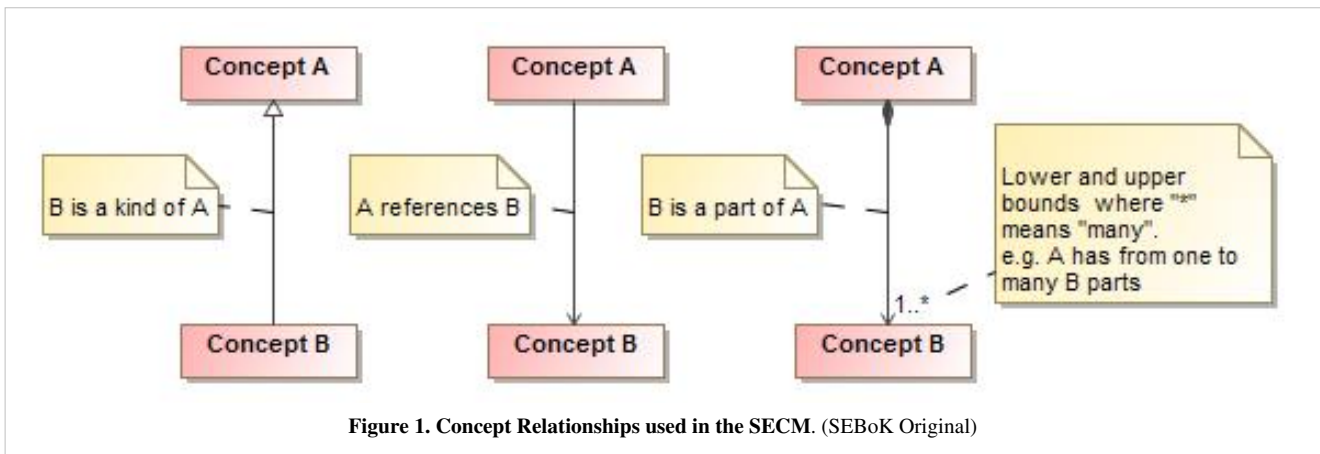 Concept A
Concept A
Concept A
B is a kind of A
A references B
B is a part of A
Lower and upper
bounds where "*"
means "many".
e.g. A has from one to
many B parts
1..*
Concept B
Concept B
Concept B
Figure 1. Concept Relationships used in the SECM. (SEBoK Original)